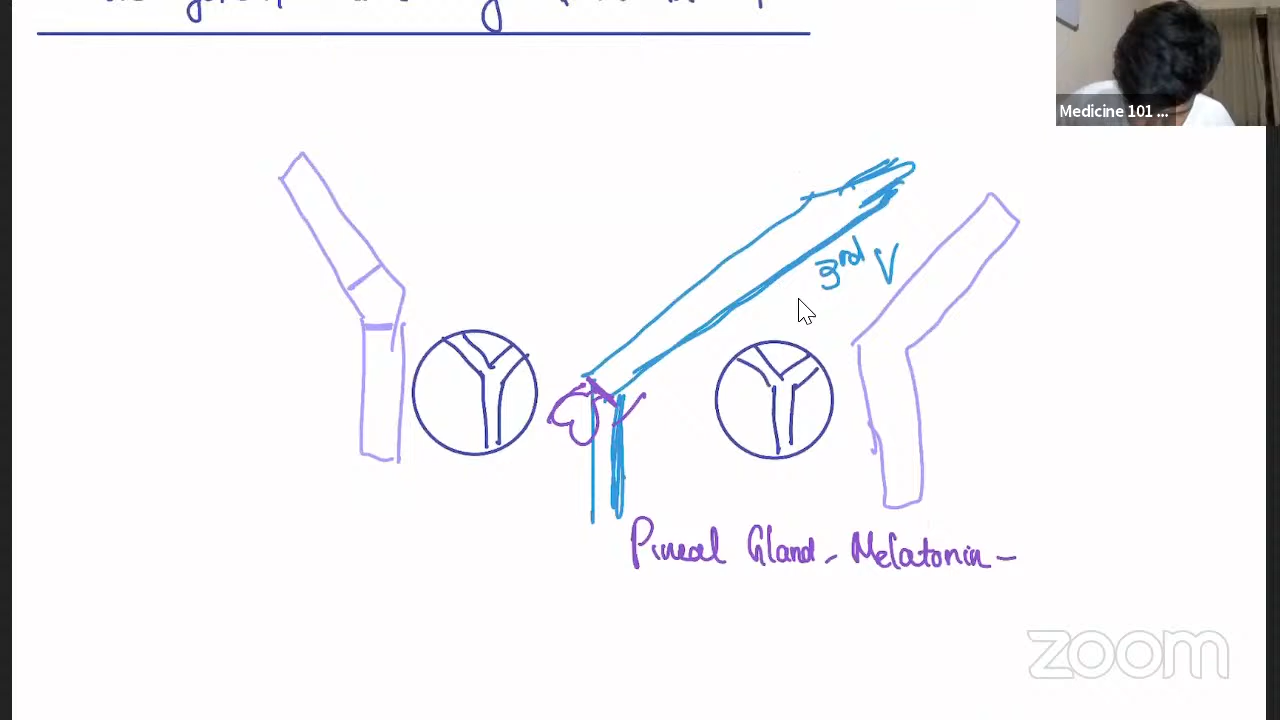 Medicine 101 ...
3rd V
Pineal Gland - Melatonin -
zoom